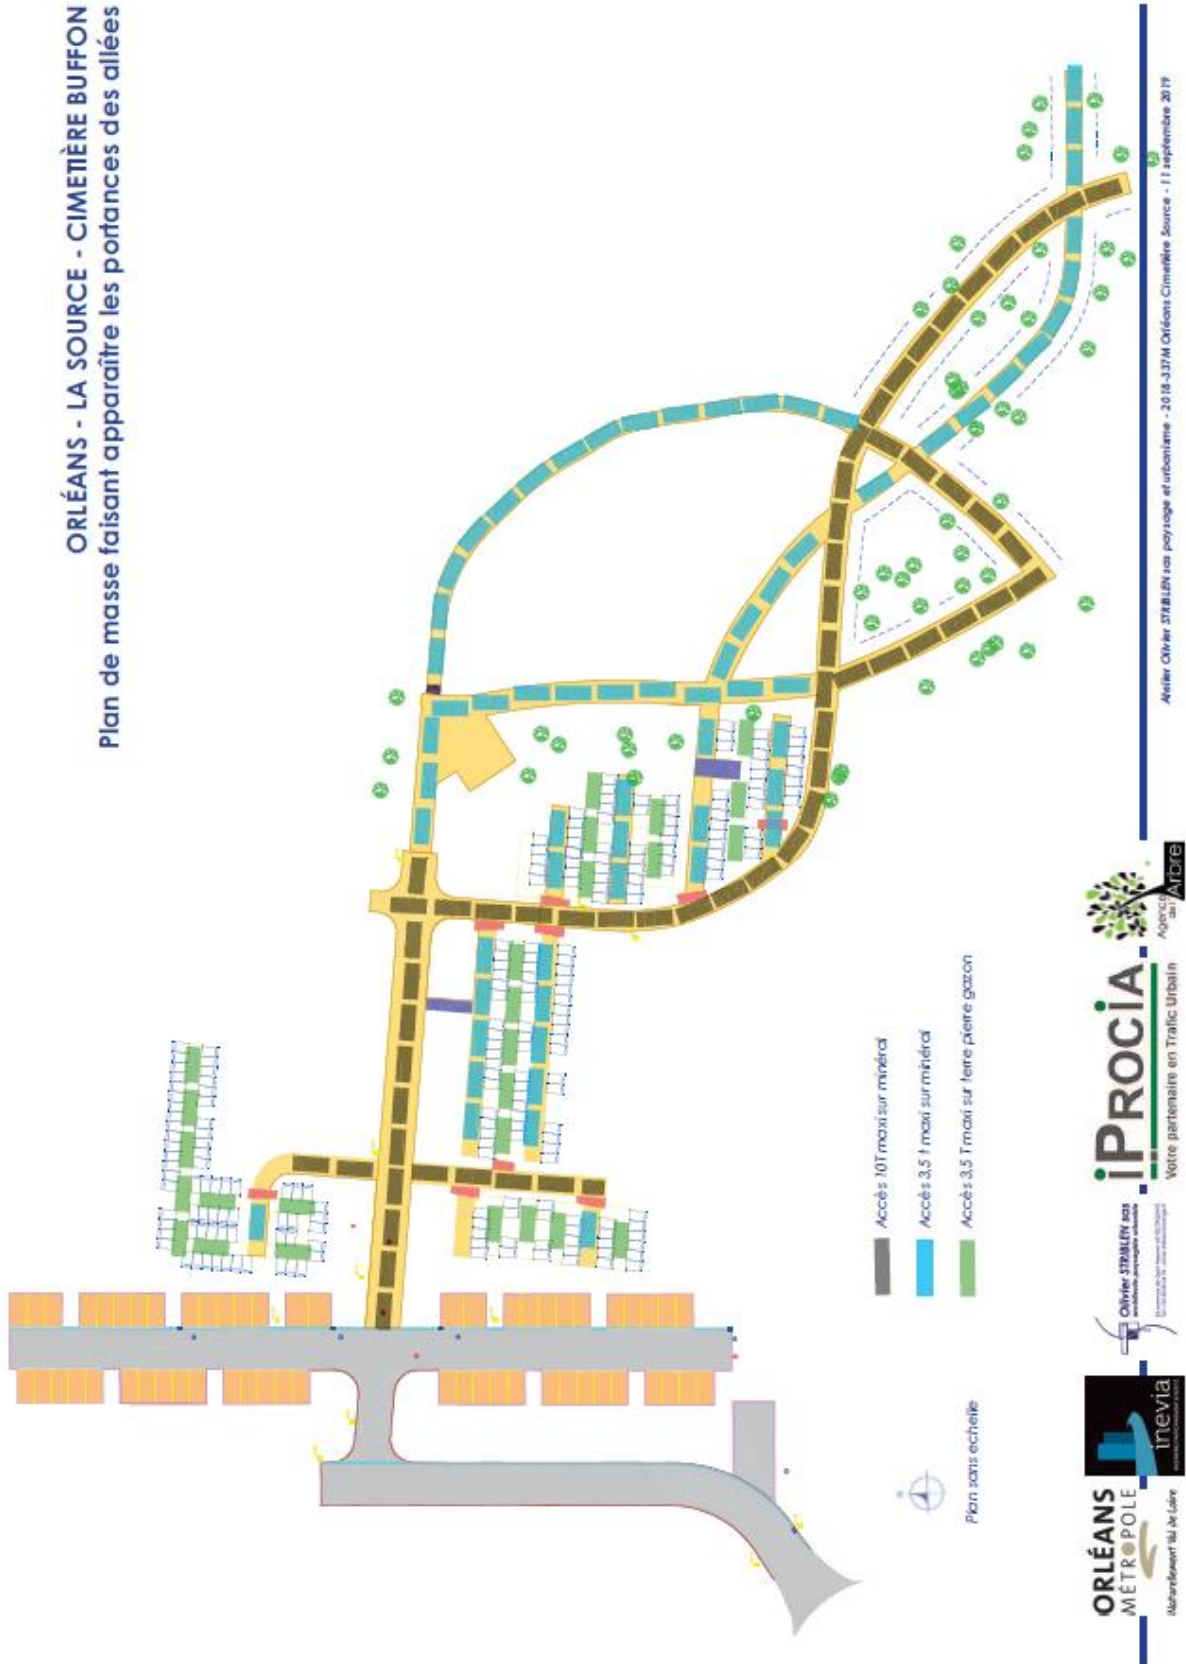 ORLÉANS - LA SOURCE - CIMETIÈRE BUFFON
Plan de masse faisant apparaître les portances des allées
Accès 10T maxi sur minéral
Accès 3,5 t maxi sur minéral
Accès 3,5 T maxi sur terre pierre gazon
Plan sans echelle
ORLÉANS
MÉTROPOLE
Naturellement Val de Loire
inevia
Olivier STRIBLEN sas
iPROCIA
Votre partenaire en Trafic Urbain
Agence
de l'Arbre
Atelier Olivier STRIBLEN sas paysage et urbanisme - 2018-337M Orléans Cimetière Source - 11 septembre 2019